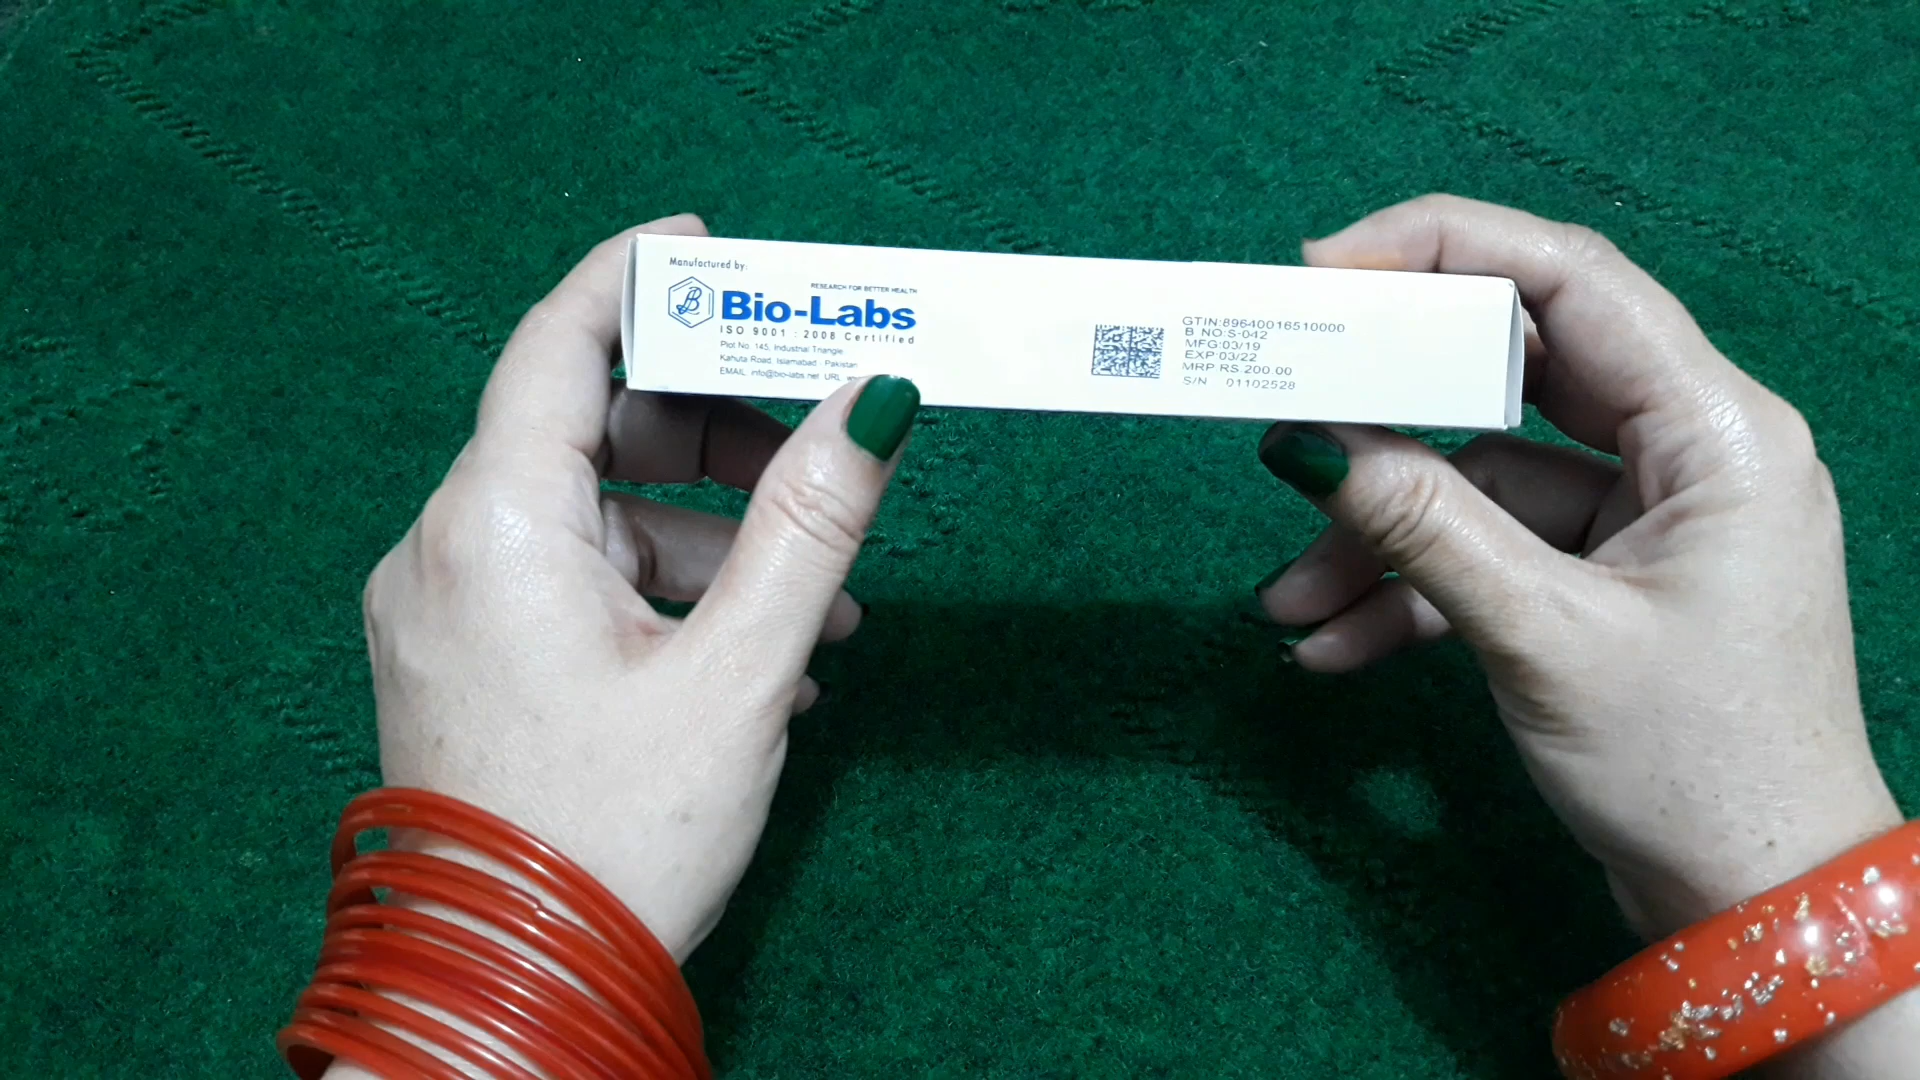 Manufactured by:
RESEARCH FOR BETTER HEALTH
Bio-Labs
ISO 9001 : 2008 Certified
Plot No. 145, Industrial Triangle
Kahuta Road, Islamabad - Pakistan
EMAIL: info@bio-labs.net URL:
GTIN:89640016510000
B NO:S-042
MFG:03/19
EXP:03/22
MRP RS.200.00
S/N 01102528